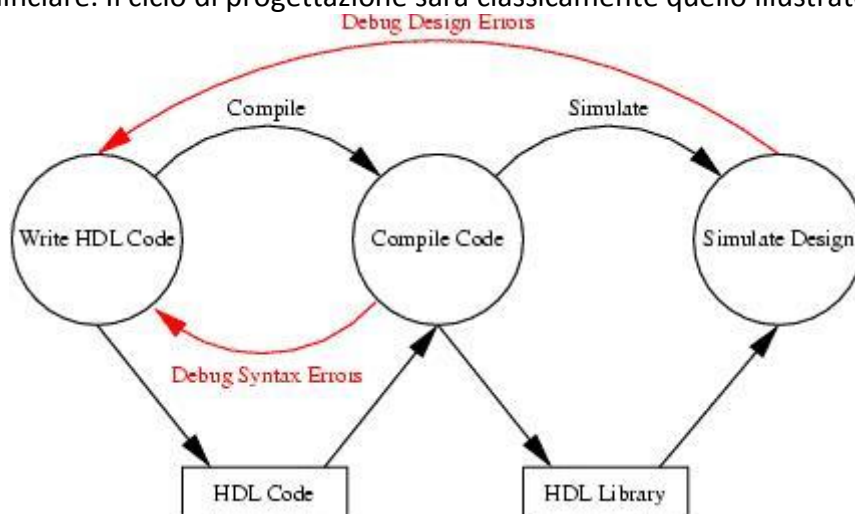 il ciclo di progettazione sarà classicamente quello illustrato
Debug Design Errors
Compile
Simulate
Write HDL Code
Compile Code
Simulate Design
Debug Syntax Errors
HDL Code
HDL Library